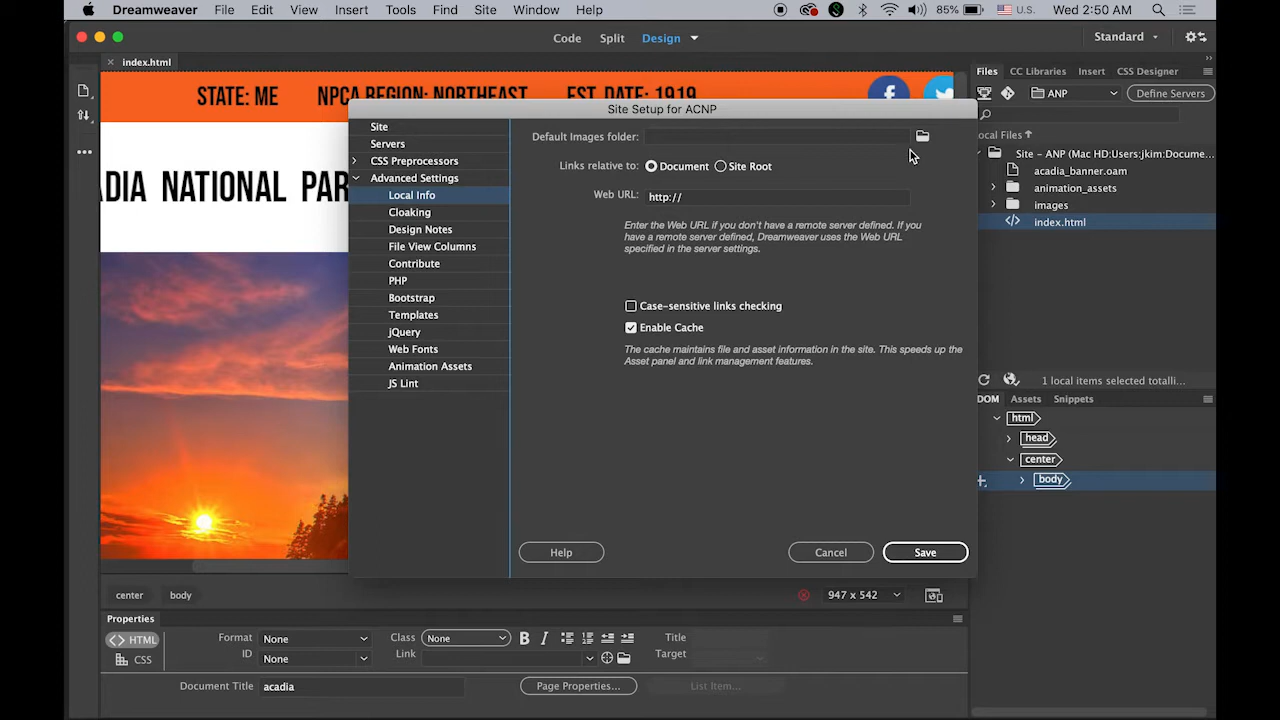 Dreamweaver File Edit View Insert Tools Find Site Window Help 85% U.S. Wed 2:50 AM
Code Split Design Standard
index.html
Files CC Libraries Insert CSS Designer
STATE: ME NPCA REGION: NORTHEAST EST. DATE: 1919
ANP Define Servers
Site Setup for ACNP
Site
Servers
CSS Preprocessors
Advanced Settings
Local Info
Cloaking
Design Notes
File View Columns
Contribute
PHP
Bootstrap
Templates
jQuery
Web Fonts
Animation Assets
JS Lint
Default Images folder:
Links relative to: Document Site Root
Web URL: http://
Enter the Web URL if you don't have a remote server defined. If you
have a remote server defined, Dreamweaver uses the Web URL
specified in the server settings.
Case-sensitive links checking
Enable Cache
The cache maintains file and asset information in the site. This speeds up the
Asset panel and link management features.
Help Cancel Save
ocal Files
Site - ANP (Mac HD:Users:jkim:Docume...
acadia_banner.oam
animation_assets
images
index.html
1 local items selected totalli...
DOM Assets Snippets
html
head
center
body
ADIA NATIONAL PAR
center body 947 x 542
Properties
HTML Format None Class None Title
CSS ID None Link Target
Document Title acadia Page Properties... List Item...